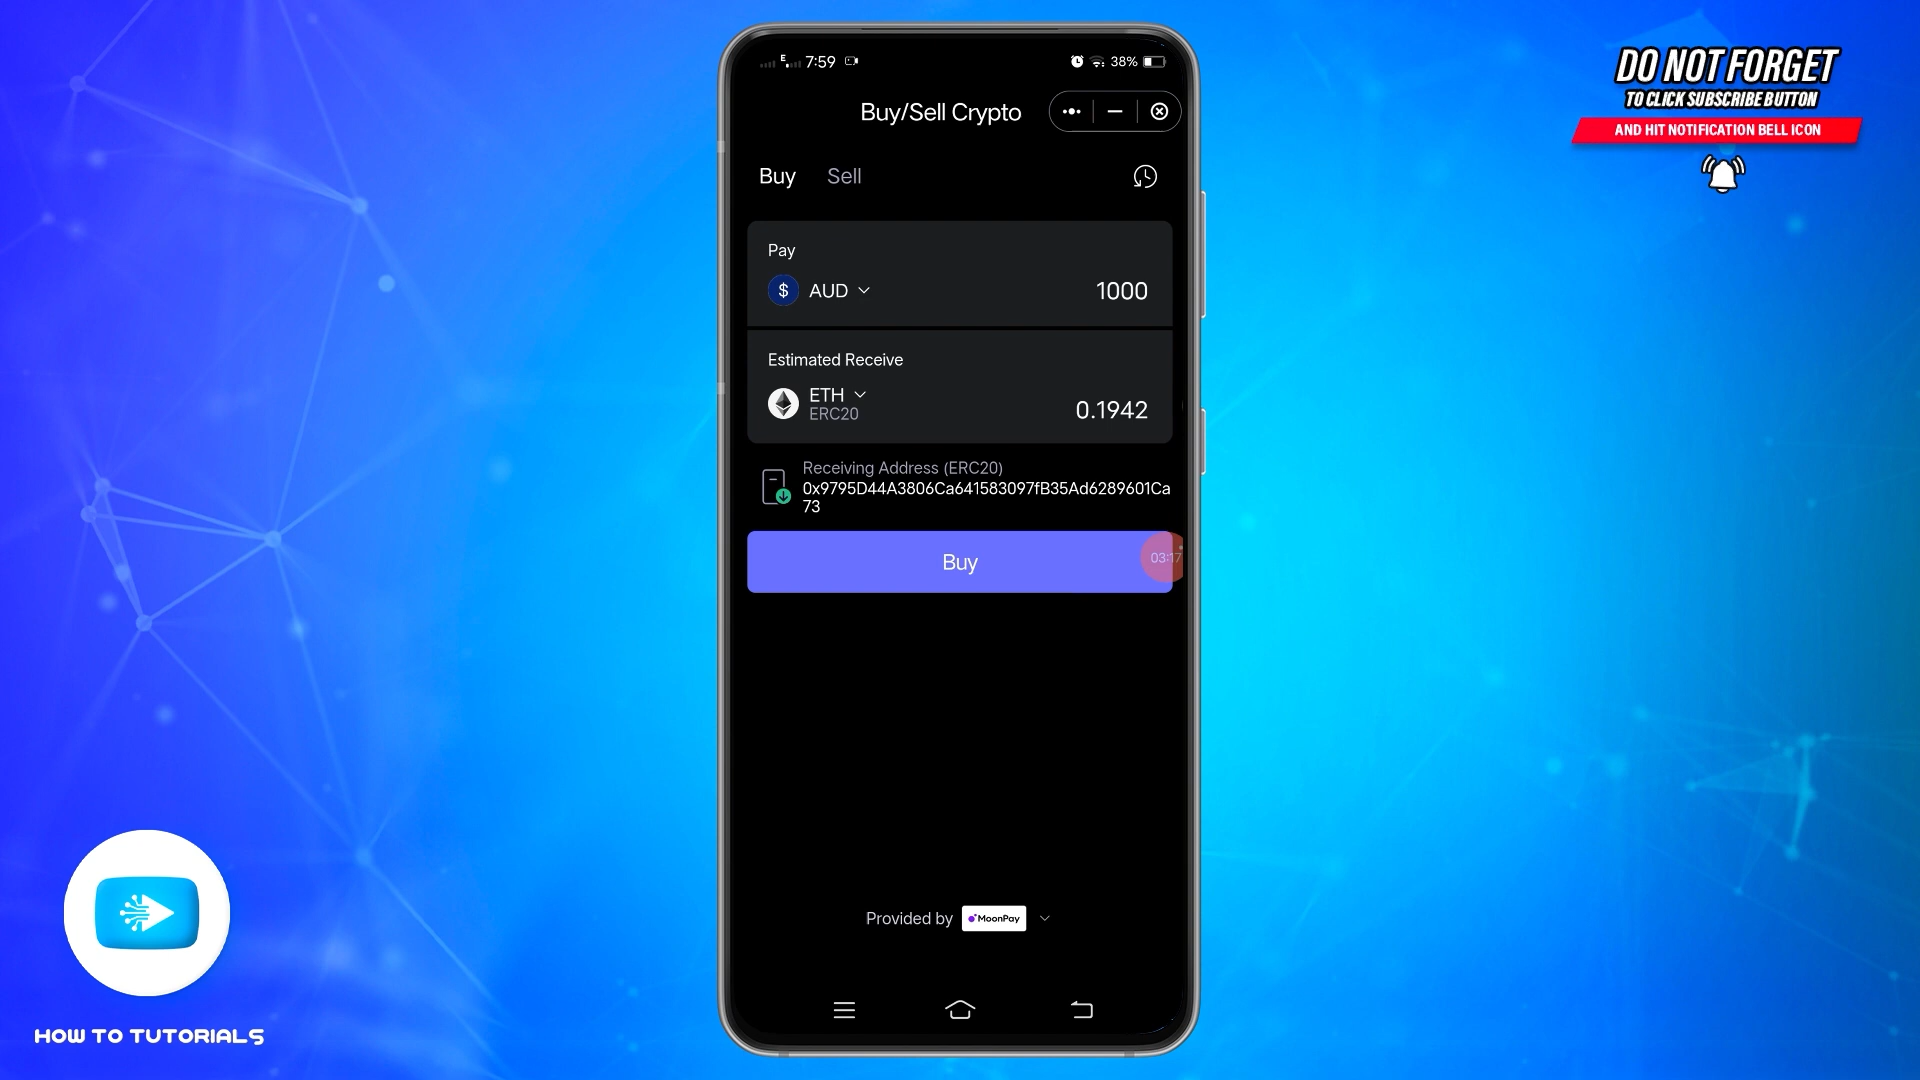 DO NOT FORGET
TO CLICK SUBSCRIBE BUTTON
AND HIT NOTIFICATION BELL ICON
E 7:59 38%
Buy/Sell Crypto
Buy Sell
Pay
$ AUD 1000
Estimated Receive
ETH
ERC20
0.1942
Receiving Address (ERC20)
0x9795D44A3806Ca641583097fB35Ad6289601Ca
73
Buy
03:17
Provided by MoonPay
HOW TO TUTORIALS